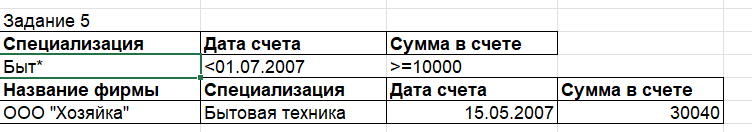 Задание 5
Специализация Дата счета Сумма в счете
Быт* <01.07.2007 >=10000
Название фирмы Специализация Дата счета Сумма в счете
ООО "Хозяйка" Бытовая техника 15.05.2007 30040